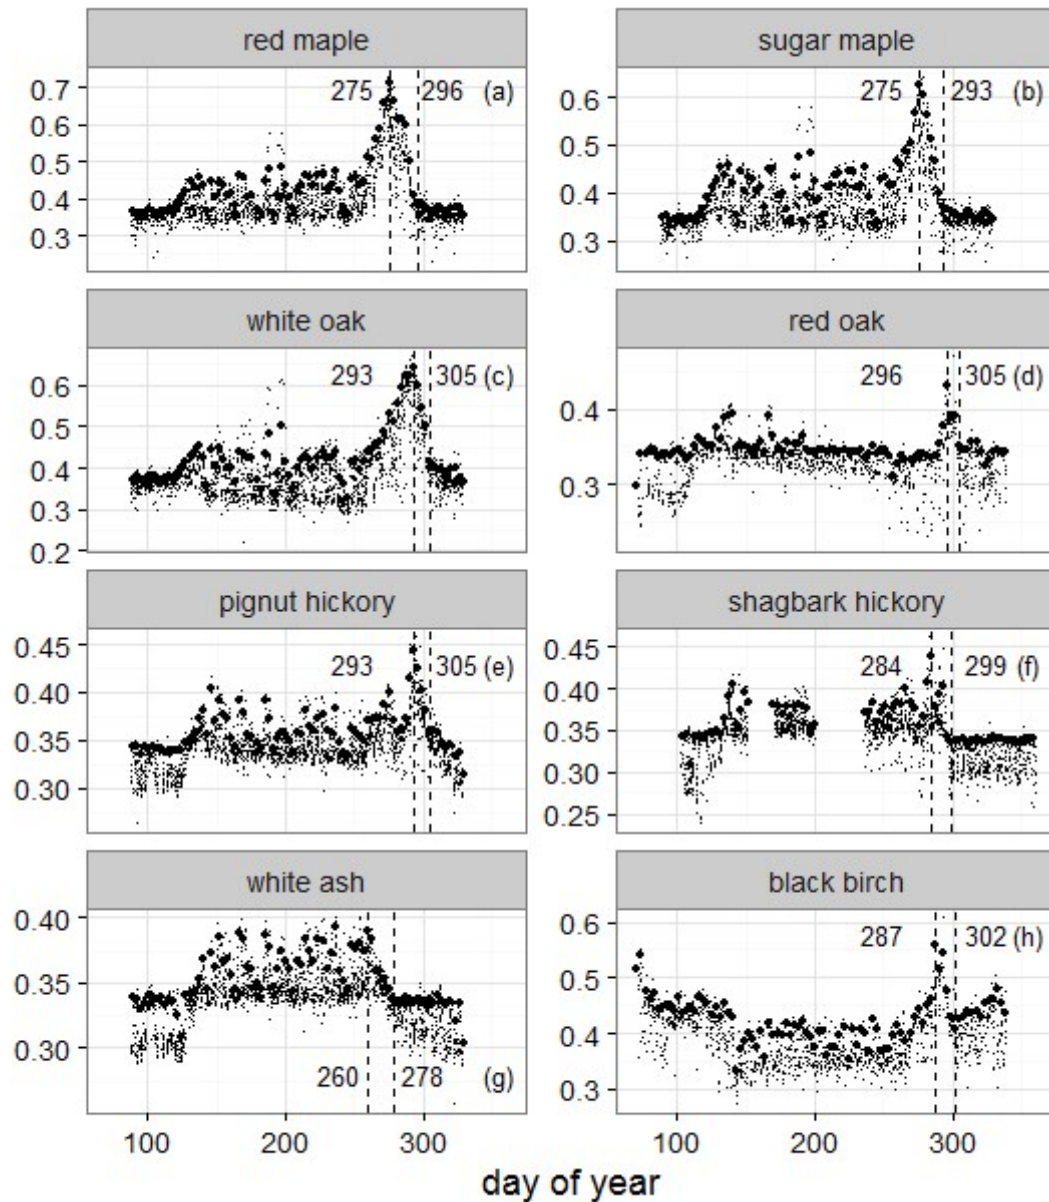 red maple
sugar maple
0.7
0.6
0.5
0.4
0.3
275
296
(a)
0.6
0.5
0.4
0.3
275
293
(b)
white oak
red oak
0.6
0.5
0.4
0.3
0.2
293
305 (c)
0.4
0.3
296
305 (d)
pignut hickory
shagbark hickory
0.45
0.40
0.35
0.30
293
305 (e)
0.45
0.40
0.35
0.30
0.25
284
299 (f)
white ash
black birch
0.40
0.35
0.30
260
278
(g)
0.6
0.5
0.4
0.3
287
302 (h)
100 200 300
100 200 300
day of year